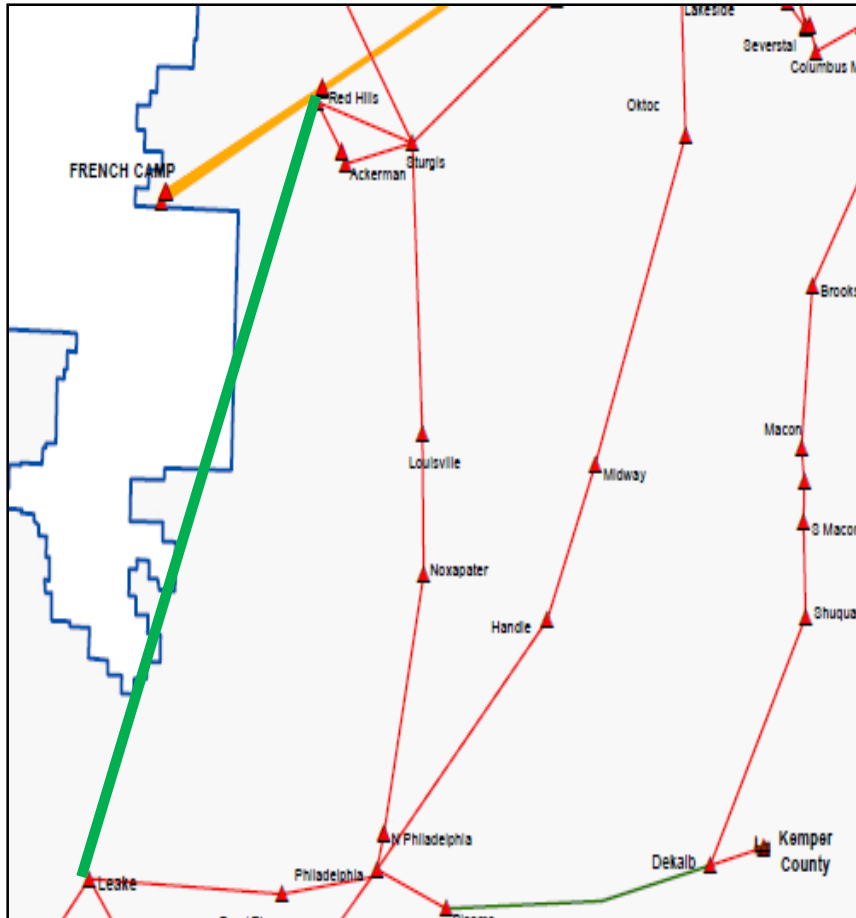 Lakeside
Severstal
Columbus M
Red Hills
Oktoc
FRENCH CAMP
Sturgis
Ackerman
Brooks
Macon
Louisville
Midway
S Macon
Noxapater
Shuqua
Handle
N Philadelphia
Kemper
County
Philadelphia
Dekalb
Leake